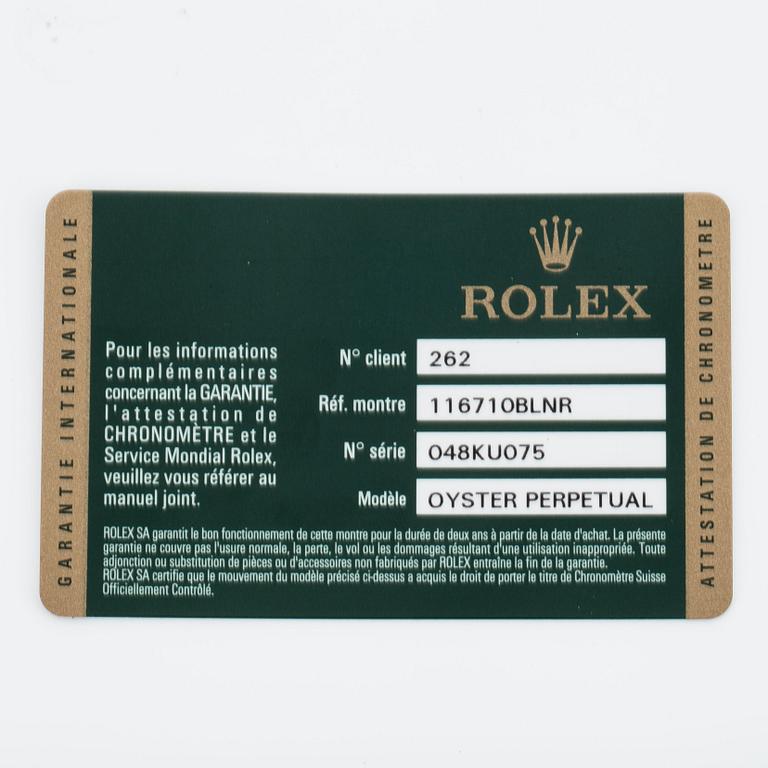 GARANTIE INTERNATIONALE
ROLEX
Pour les informations
complémentaires
concernant la GARANTIE,
l'attestation de
CHRONOMÈTRE et le
Service Mondial Rolex,
veuillez vous référer au
manuel joint.
N° client 262
Réf. montre 116710BLNR
N° série 048KU075
Modèle OYSTER PERPETUAL
ROLEX SA garantit le bon fonctionnement de cette montre pour la durée de deux ans à partir de la date d'achat. La présente
garantie ne couvre pas l'usure normale, la perte, le vol ou les dommages résultant d'une utilisation inappropriée. Toute
adjonction ou substitution de pièces ou d'accessoires non fabriqués par ROLEX entraîne la fin de la garantie.
ROLEX SA certifie que le mouvement du modèle précisé ci-dessus a acquis le droit de porter le titre de Chronomètre Suisse
Officiellement Contrôlé.
ATTESTATION DE CHRONOMETRE